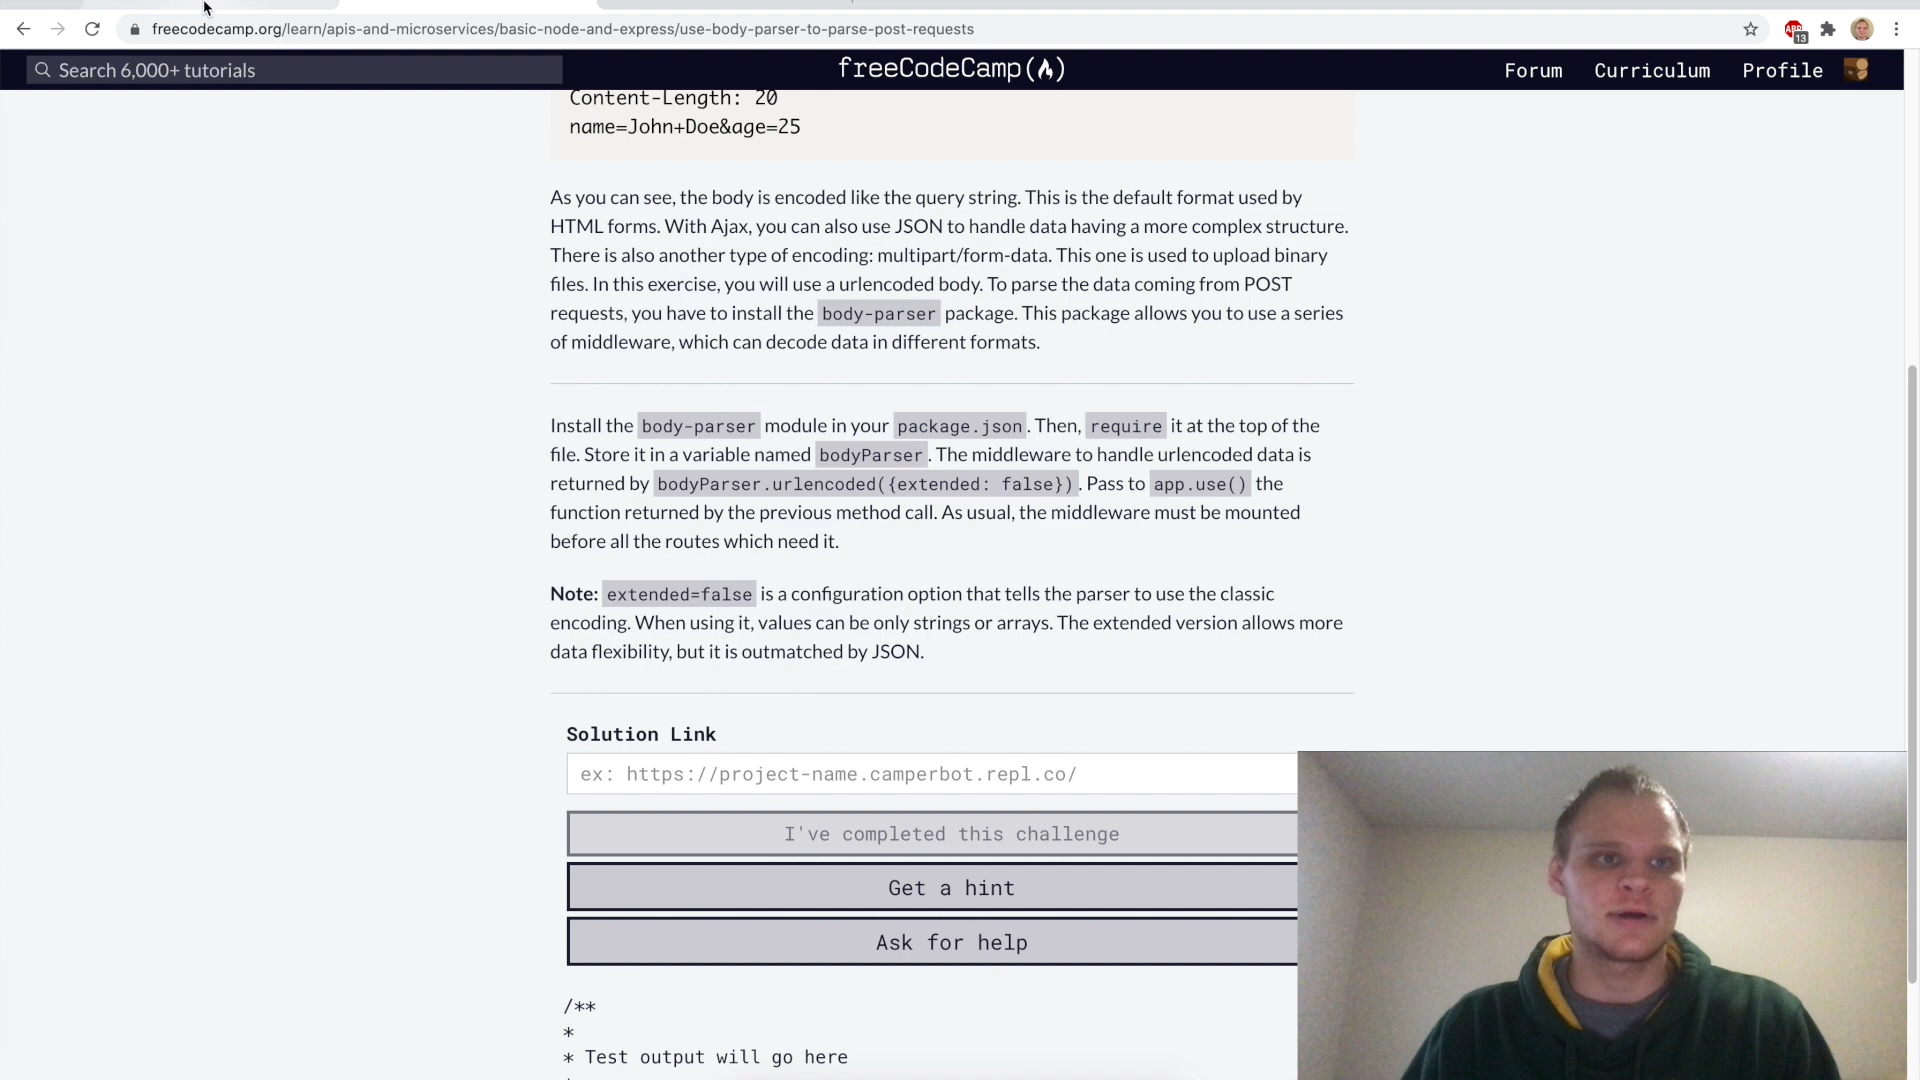 freecodecamp.org/learn/apis-and-microservices/basic-node-and-express/use-body-parser-to-parse-post-requests
13
Search 6,000+ tutorials
freeCodeCamp
Forum
Curriculum
Profile
Content-Length: 20
name=John+Doe&age=25
As you can see, the body is encoded like the query string. This is the default format used by
HTML forms. With Ajax, you can also use JSON to handle data having a more complex structure.
There is also another type of encoding: multipart/form-data. This one is used to upload binary
files. In this exercise, you will use a urlencoded body. To parse the data coming from POST
requests, you have to install the body-parser package. This package allows you to use a series
of middleware, which can decode data in different formats.
Install the body-parser module in your package.json. Then, require it at the top of the
file. Store it in a variable named bodyParser. The middleware to handle urlencoded data is
returned by bodyParser.urlencoded({extended: false}). Pass to app.use() the
function returned by the previous method call. As usual, the middleware must be mounted
before all the routes which need it.
Note: extended=false is a configuration option that tells the parser to use the classic
encoding. When using it, values can be only strings or arrays. The extended version allows more
data flexibility, but it is outmatched by JSON.
Solution Link
ex: https://project-name.camperbot.repl.co/
I've completed this challenge
Get a hint
Ask for help
/**
*
* Test output will go here